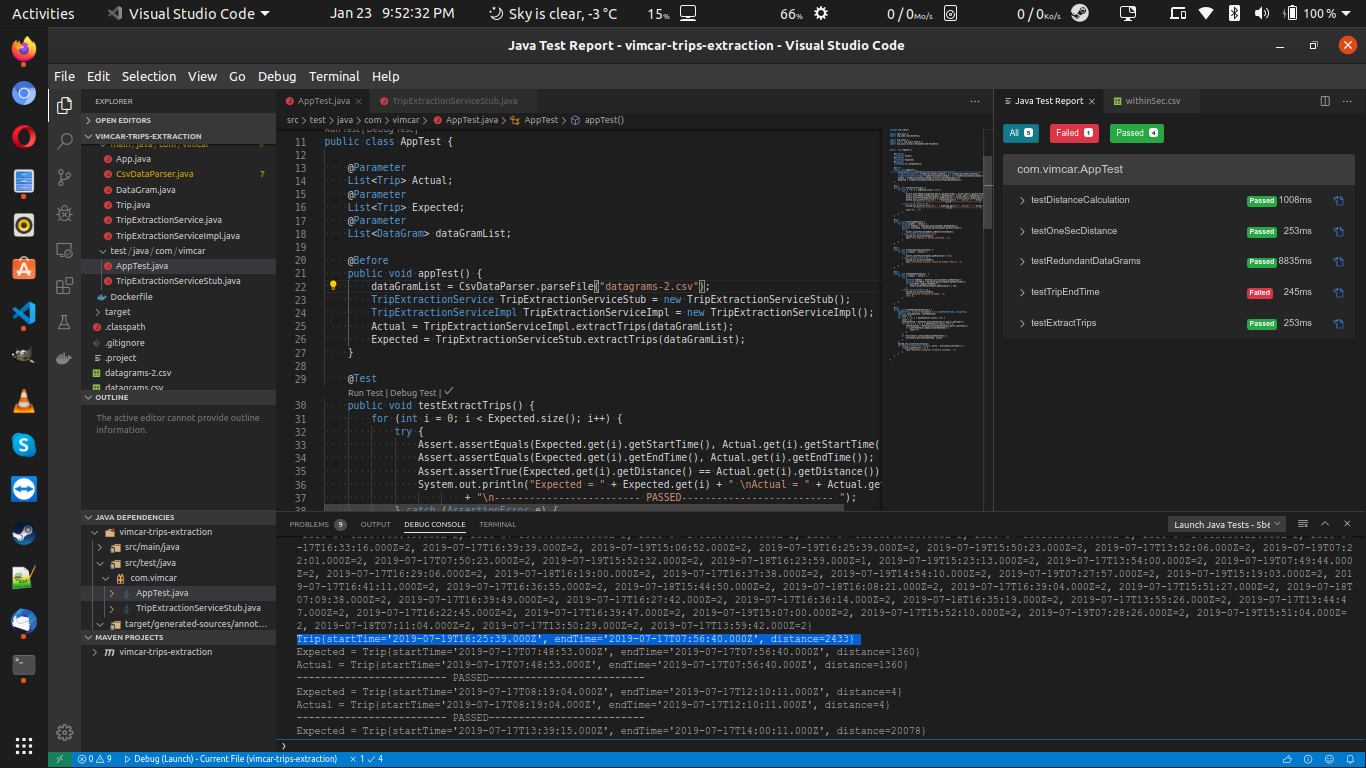 Activities
Visual Studio Code
Jan 23 9:52:32 PM
Sky is clear, -3 °C
15%
66%
0 / 0Mo/s
0 / 0Ko/s
100 %
Java Test Report - vimcar-trips-extraction - Visual Studio Code
File Edit Selection View Go Debug Terminal Help
EXPLORER
OPEN EDITORS
VIMCAR-TRIPS-EXTRACTION
main / java / com / vimcar
App.java
CsvDataParser.java 7
DataGram.java
Trip.java
TripExtractionService.java
TripExtractionServiceImpl.java
test / java / com / vimcar
AppTest.java
TripExtractionServiceStub.java
Dockerfile
target
.classpath
.gitignore
.project
datagrams-2.csv
datagrams.csv
OUTLINE
The active editor cannot provide outline
information.
JAVA DEPENDENCIES
vimcar-trips-extraction
src/main/java
src/test/java
com.vimcar
AppTest.java
TripExtractionServiceStub.java
target/generated-sources/annot...
MAVEN PROJECTS
vimcar-trips-extraction
AppTest.java
TripExtractionServiceStub.java
src > test > java > com > vimcar > AppTest.java > AppTest > appTest()
Run Test | Debug Test |
11 public class AppTest {
12
13 @Parameter
14 List<Trip> Actual;
15 @Parameter
16 List<Trip> Expected;
17 @Parameter
18 List<DataGram> dataGramList;
19
20 @Before
21 public void appTest() {
22 dataGramList = CsvDataParser.parseFile("datagrams-2.csv");
23 TripExtractionService TripExtractionServiceStub = new TripExtractionServiceStub();
24 TripExtractionServiceImpl TripExtractionServiceImpl = new TripExtractionServiceImpl();
25 Actual = TripExtractionServiceImpl.extractTrips(dataGramList);
26 Expected = TripExtractionServiceStub.extractTrips(dataGramList);
27 }
28
29 @Test
Run Test | Debug Test | ✓
30 public void testExtractTrips() {
31 for (int i = 0; i < Expected.size(); i++) {
32 try {
33 Assert.assertEquals(Expected.get(i).getStartTime(), Actual.get(i).getStartTime(
34 Assert.assertEquals(Expected.get(i).getEndTime(), Actual.get(i).getEndTime());
35 Assert.assertTrue(Expected.get(i).getDistance() == Actual.get(i).getDistance())
36 System.out.println("Expected = " + Expected.get(i) + " \nActual = " + Actual.ge
37 + "\n------------------------- PASSED-------------------------- ");
38 } catch (AssertionError e) {
Java Test Report
withinSec.csv
All 5
Failed 1
Passed 4
com.vimcar.AppTest
testDistanceCalculation Passed 1008ms
testOneSecDistance Passed 253ms
testRedundantDataGrams Passed 8835ms
testTripEndTime Failed 245ms
testExtractTrips Passed 253ms
PROBLEMS 9 OUTPUT DEBUG CONSOLE TERMINAL
Launch Java Tests - 5b6
-17T16:33:16.000Z=2, 2019-07-17T16:39:39.000Z=2, 2019-07-19T15:06:52.000Z=2, 2019-07-19T16:25:39.000Z=2, 2019-07-19T15:50:23.000Z=2, 2019-07-17T13:52:06.000Z=2, 2019-07-19T07:2
2:01.000Z=2, 2019-07-17T07:50:23.000Z=2, 2019-07-19T15:52:32.000Z=2, 2019-07-18T16:23:59.000Z=1, 2019-07-19T15:23:13.000Z=2, 2019-07-17T13:54:00.000Z=2, 2019-07-19T07:49:44.000
Z=2, 2019-07-17T16:29:06.000Z=2, 2019-07-18T16:19:00.000Z=2, 2019-07-17T16:37:38.000Z=2, 2019-07-19T14:54:10.000Z=2, 2019-07-19T07:27:57.000Z=2, 2019-07-19T15:19:03.000Z=2, 201
9-07-17T16:41:11.000Z=2, 2019-07-17T16:36:55.000Z=2, 2019-07-18T15:44:50.000Z=2, 2019-07-18T16:08:21.000Z=2, 2019-07-17T16:39:04.000Z=2, 2019-07-19T15:51:27.000Z=2, 2019-07-18T
07:09:38.000Z=2, 2019-07-17T16:39:49.000Z=2, 2019-07-17T16:27:42.000Z=2, 2019-07-17T16:36:14.000Z=2, 2019-07-18T16:35:19.000Z=2, 2019-07-17T13:55:26.000Z=2, 2019-07-17T13:44:4
7.000Z=2, 2019-07-17T16:22:45.000Z=2, 2019-07-17T16:39:47.000Z=2, 2019-07-19T15:07:00.000Z=2, 2019-07-17T15:52:10.000Z=2, 2019-07-19T07:28:26.000Z=2, 2019-07-19T15:51:04.000Z=
2, 2019-07-18T07:11:04.000Z=2, 2019-07-17T13:50:29.000Z=2, 2019-07-17T13:59:42.000Z=2}
Trip{startTime='2019-07-19T16:25:39.000Z', endTime='2019-07-17T07:56:40.000Z', distance=2433}
Expected = Trip{startTime='2019-07-17T07:48:53.000Z', endTime='2019-07-17T07:56:40.000Z', distance=1360}
Actual = Trip{startTime='2019-07-17T07:48:53.000Z', endTime='2019-07-17T07:56:40.000Z', distance=1360}
------------------------- PASSED--------------------------
Expected = Trip{startTime='2019-07-17T08:19:04.000Z', endTime='2019-07-17T12:10:11.000Z', distance=4}
Actual = Trip{startTime='2019-07-17T08:19:04.000Z', endTime='2019-07-17T12:10:11.000Z', distance=4}
------------------------- PASSED--------------------------
Expected = Trip{startTime='2019-07-17T13:39:15.000Z', endTime='2019-07-17T14:00:11.000Z', distance=20078}
0 9 Debug (Launch) - Current File (vimcar-trips-extraction) × 1 ✓ 4